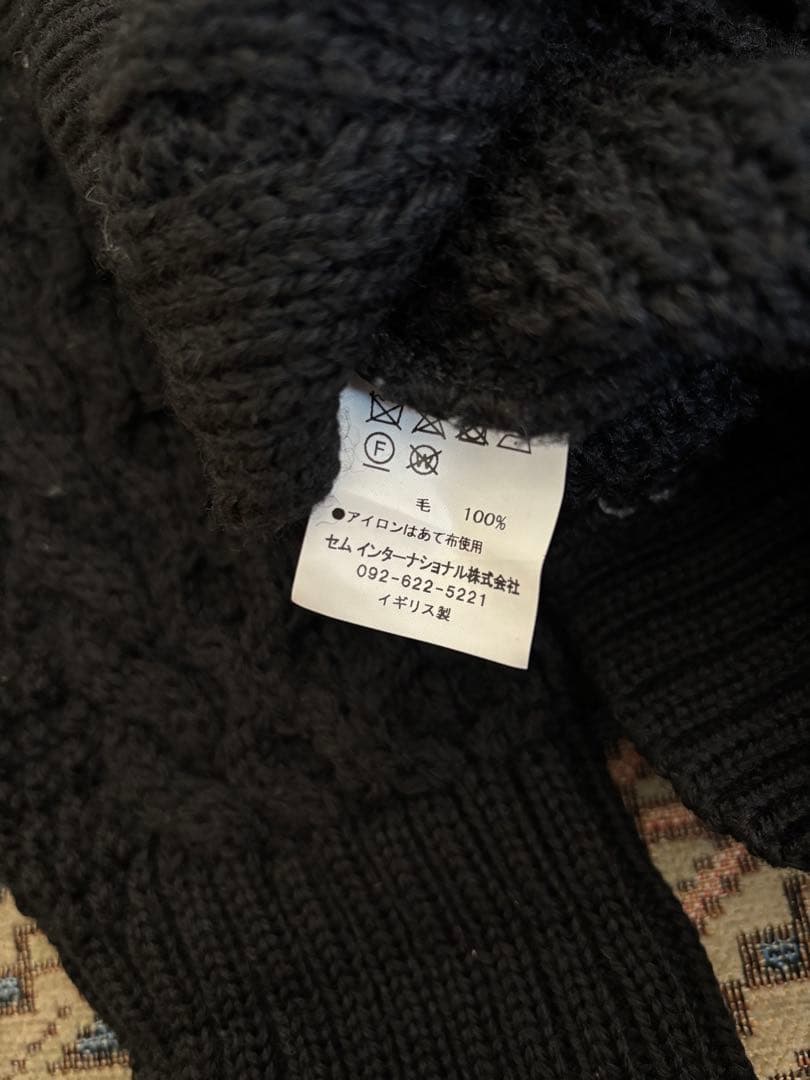 F
W
毛 100%
●アイロンはあて布使用
セム インターナショナル株式会社
092-622-5221
イギリス製